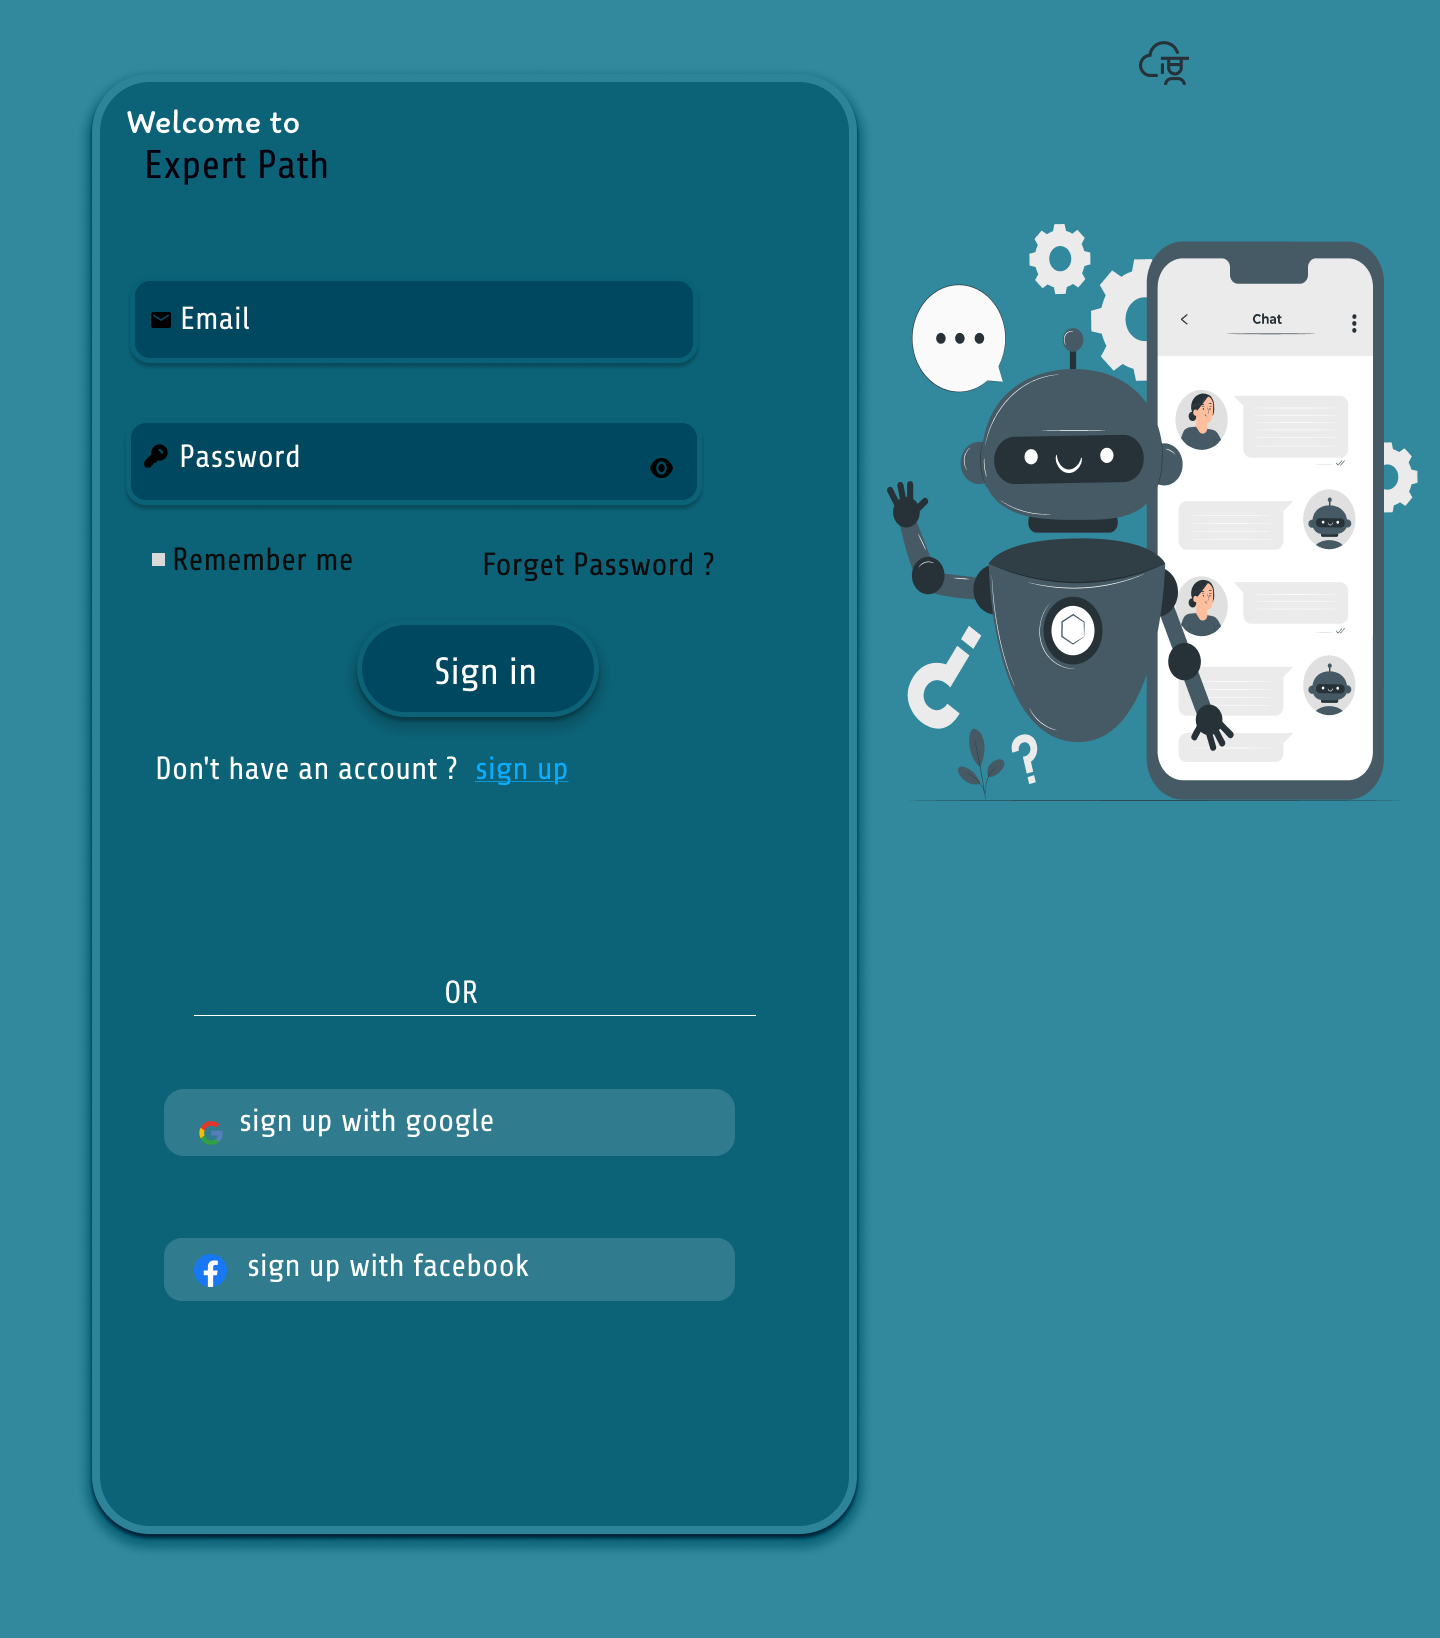 Welcome to
Expert Path
Email
Password
Remember me
Forget Password ?
Sign in
Don't have an account ? sign up
OR
sign up with google
sign up with facebook
Chat